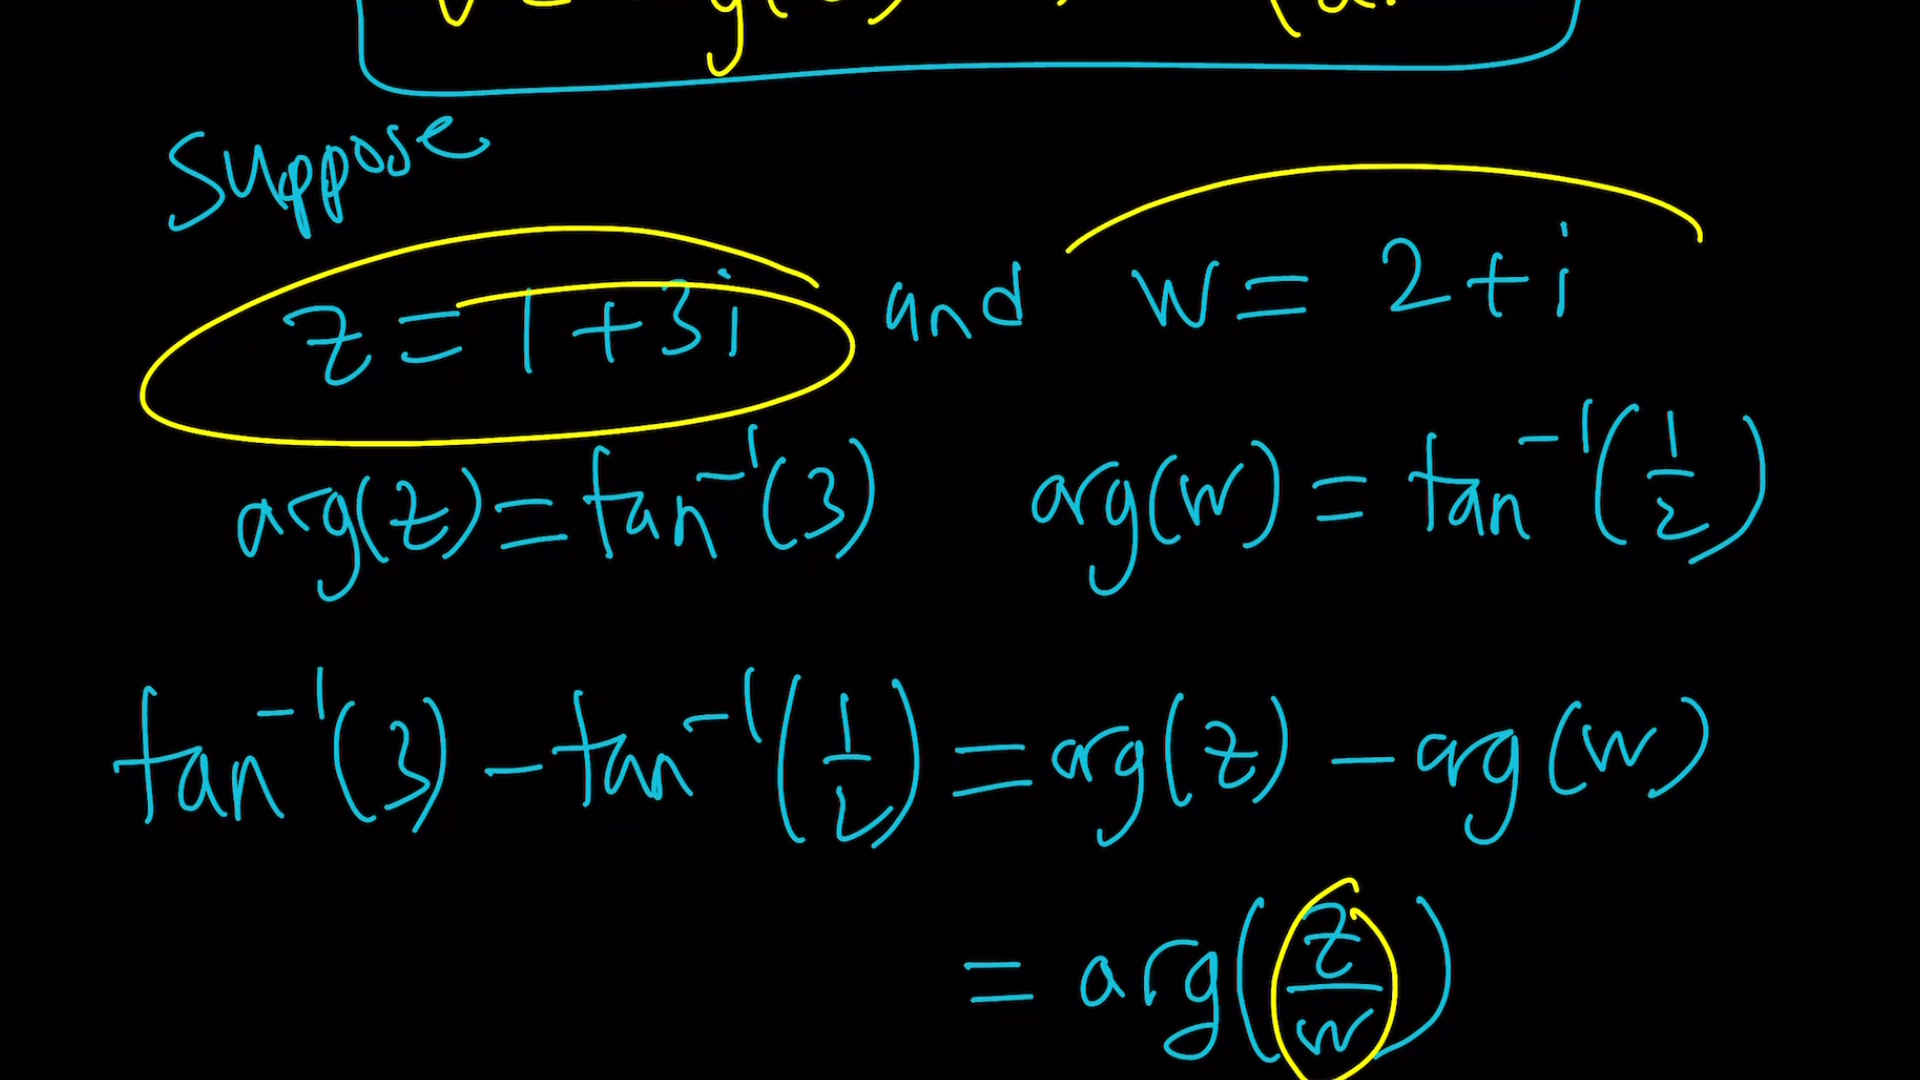 Suppose
z = 1+3i and w = 2+i
arg(z) = tan⁻¹(3) arg(w) = tan⁻¹(1/2)
tan⁻¹(3) - tan⁻¹(1/2) = arg(z) - arg(w)
= arg(z/w)